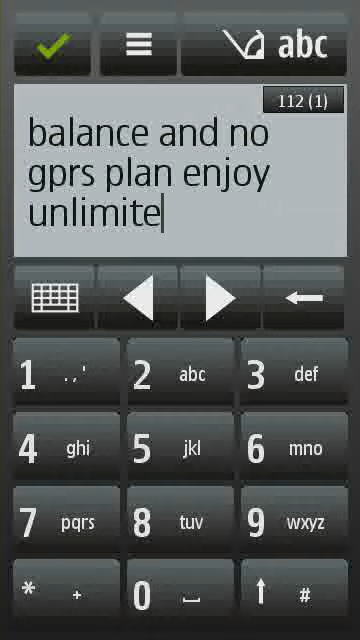 abc
112 (1)
balance and no
gprs plan enjoy
unlimite
1 . , '
2 abc
3 def
4 ghi
5 jkl
6 mno
7 pqrs
8 tuv
9 wxyz
* +
0
#